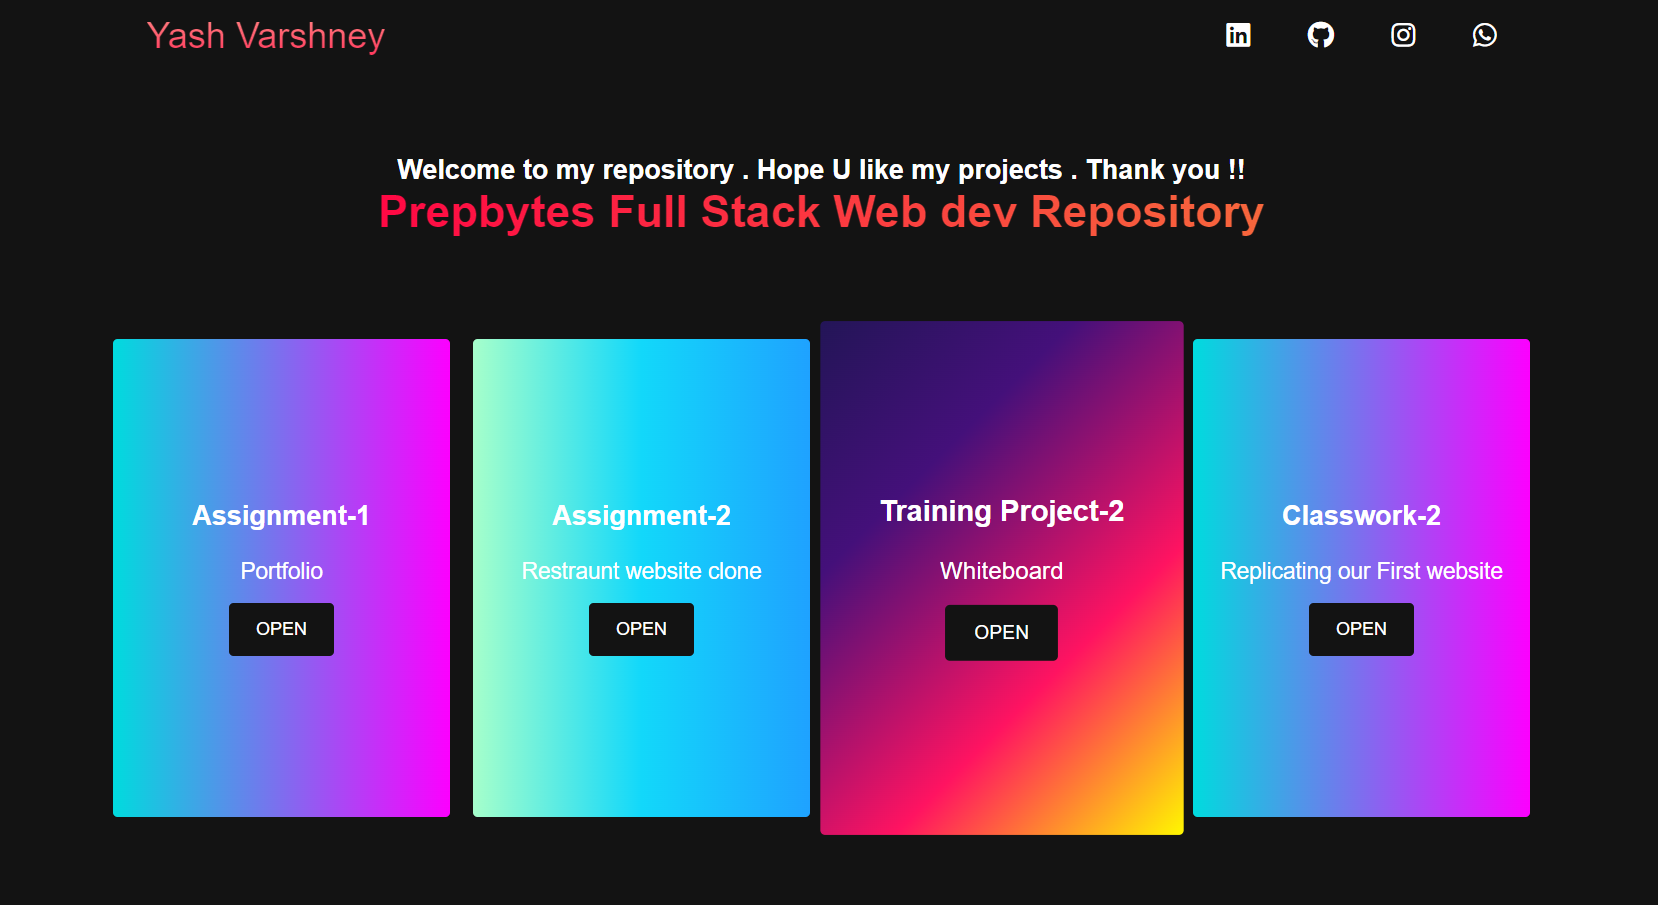 Yash Varshney
Welcome to my repository . Hope U like my projects . Thank you !!
Prepbytes Full Stack Web dev Repository
Assignment-1
Portfolio
OPEN
Assignment-2
Restraunt website clone
OPEN
Training Project-2
Whiteboard
OPEN
Classwork-2
Replicating our First website
OPEN